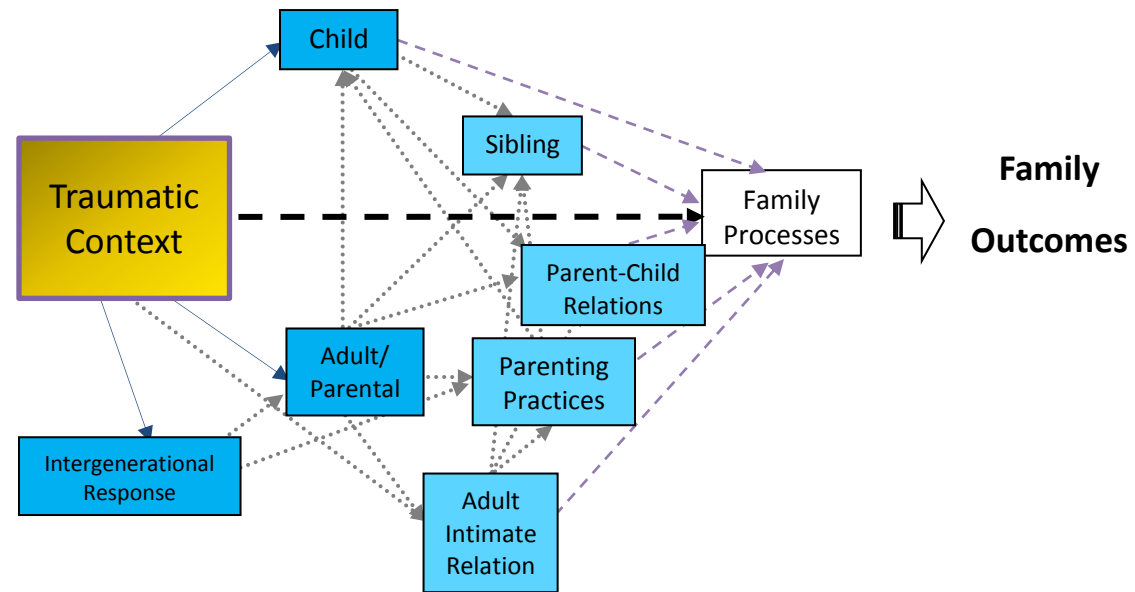 Child
Sibling
Traumatic
Context
Family
Processes
Family
Outcomes
Parent-Child
Relations
Adult/
Parental
Parenting
Practices
Intergenerational
Response
Adult
Intimate
Relation